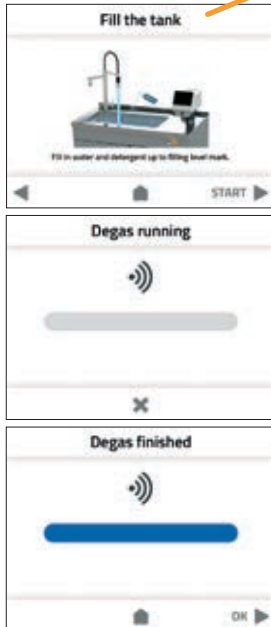 Fill the tank
Fill in water and detergent up to filling level mark.
START
Degas running
Degas finished
OK